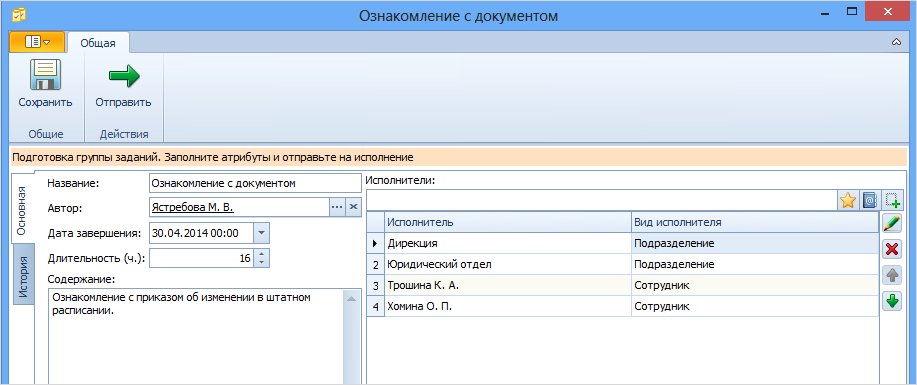 Ознакомление с документом
Общая
Сохранить
Отправить
Общие
Действия
Подготовка группы заданий. Заполните атрибуты и отправьте на исполнение
Основная
История
Название: Ознакомление с документом
Автор: Ястребова М. В.
Дата завершения: 30.04.2014 00:00
Длительность (ч.): 16
Содержание:
Ознакомление с приказом об изменении в штатном
расписании.
Исполнители:
Исполнитель Вид исполнителя
Дирекция Подразделение
2 Юридический отдел Подразделение
3 Трошина К. А. Сотрудник
4 Хомина О. П. Сотрудник